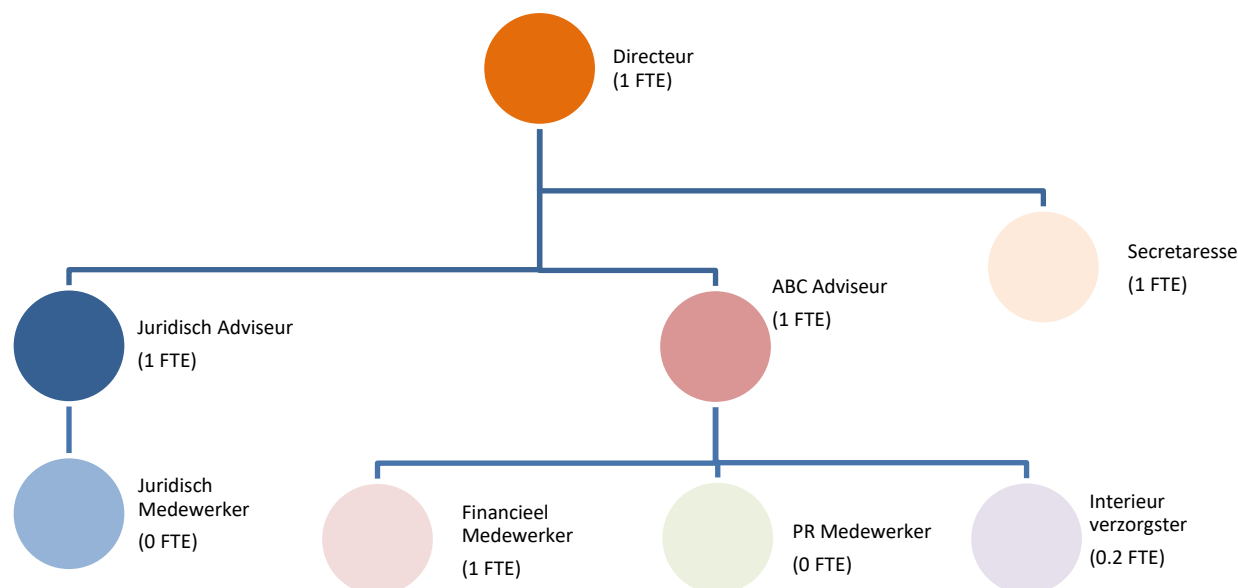 Directeur
(1 FTE)
Secretaresse
(1 FTE)
ABC Adviseur
(1 FTE)
Juridisch Adviseur
(1 FTE)
Juridisch
Medewerker
(0 FTE)
Financieel
Medewerker
(1 FTE)
PR Medewerker
(0 FTE)
Interieur
verzorgster
(0.2 FTE)